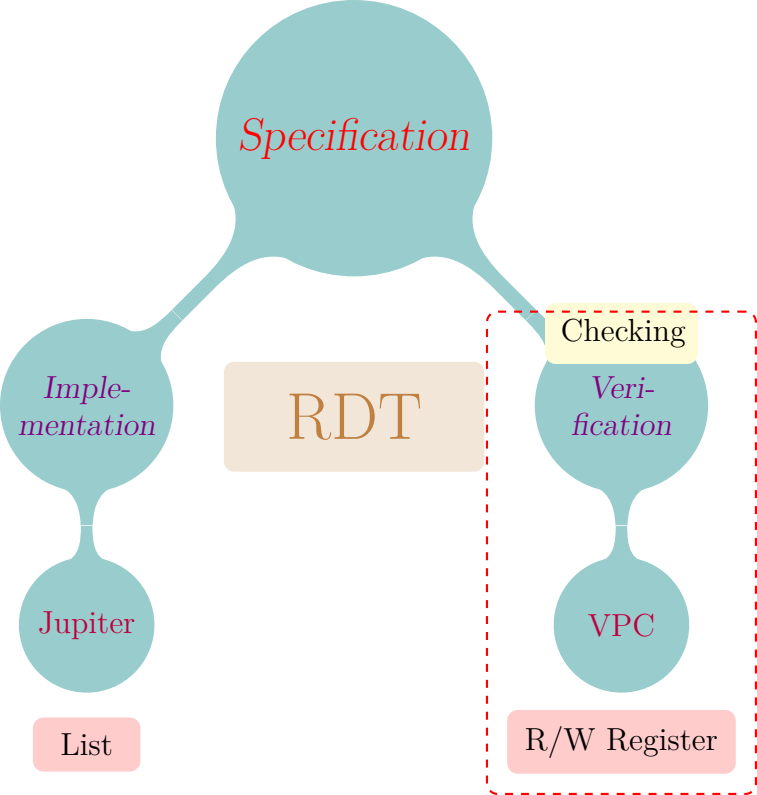 Specification
Checking
Imple-
mentation
RDT
Veri-
fication
Jupiter
VPC
List
R/W Register